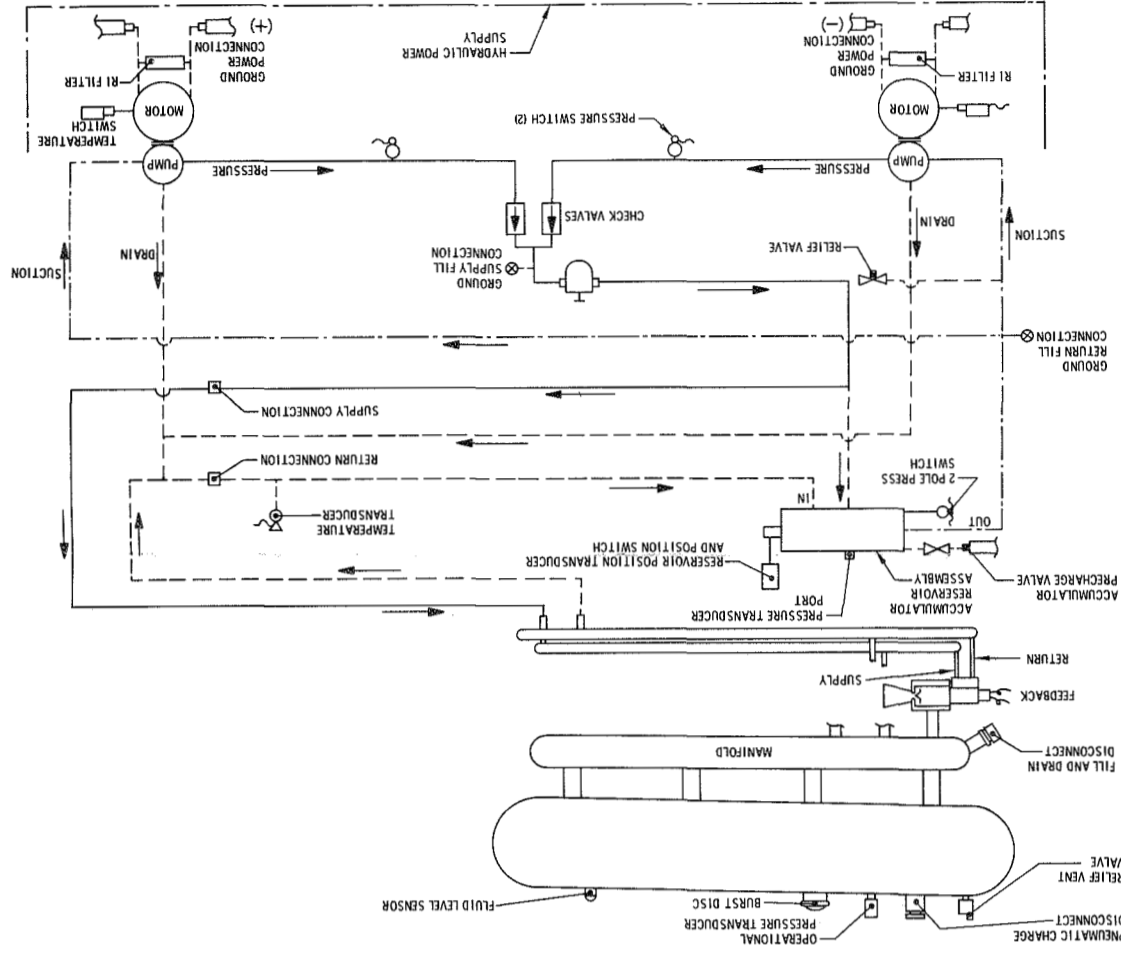 PNEUMATIC CHARGE
DISCONNECT
OPERATIONAL
PRESSURE TRANSDUCER
BURST DISC
FLUID LEVEL SENSOR
RELIEF VENT
VALVE
FILL AND DRAIN
DISCONNECT
MANIFOLD
FEEDBACK
SUPPLY
RETURN
ACCUMULATOR
PRECHARGE VALVE
ACCUMULATOR
RESERVOIR
ASSEMBLY
PRESSURE TRANSDUCER
PORT
RESERVOIR POSITION TRANSDUCER
AND POSITION SWITCH
OUT
IN
TEMPERATURE
TRANSDUCER
2 POLE PRESS
SWITCH
RETURN CONNECTION
SUPPLY CONNECTION
GROUND
RETURN FILL
CONNECTION
GROUND
SUPPLY FILL
CONNECTION
SUCTION
DRAIN
RELIEF VALVE
CHECK VALVES
DRAIN
SUCTION
PUMP
PRESSURE
PRESSURE
PUMP
MOTOR
PRESSURE SWITCH (2)
MOTOR
TEMPERATURE
SWITCH
RI FILTER
GROUND
POWER
CONNECTION
(-)
HYDRAULIC POWER
SUPPLY
GROUND
POWER
CONNECTION
(+)
RI FILTER